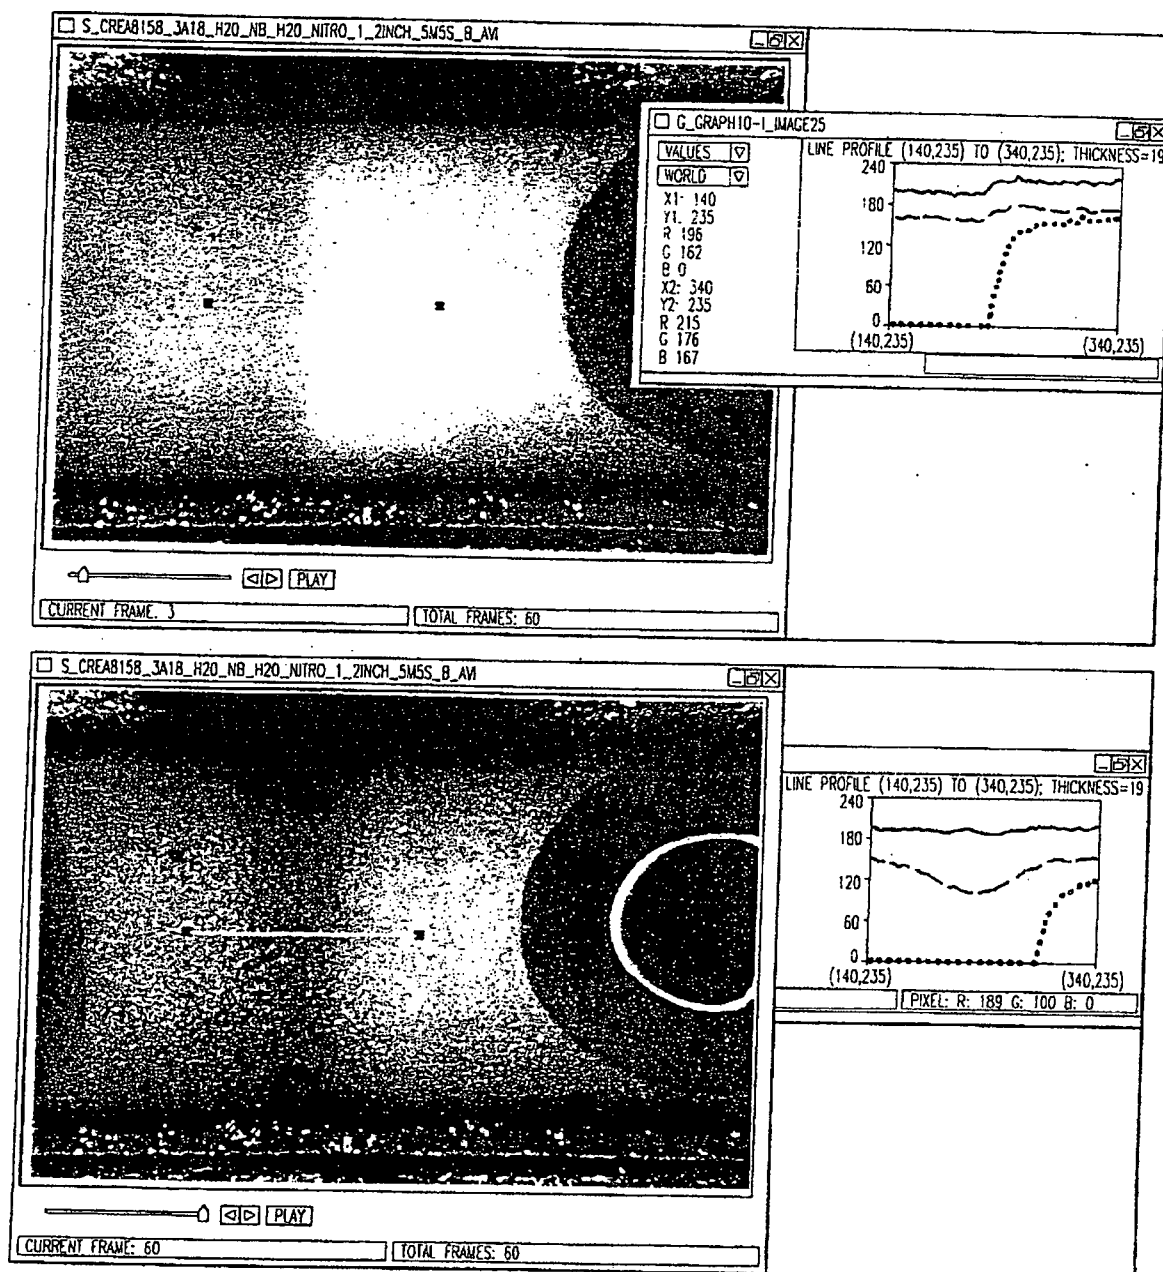 S_CREA8158_3A18_H20_NB_H20_NITRO_1_2INCH_5M5S_B_AVI
G_GRAPH10-1_IMAGE25
VALUES
WORLD
X1: 140
Y1. 235
R 196
G 162
B 0
X2: 340
Y2: 235
R 215
G 176
B 167
LINE PROFILE (140,235) TO (340,235); THICKNESS=19
240
180
120
60
0
(140,235)
(340,235)
PLAY
CURRENT FRAME. 3
TOTAL FRAMES: 60
S_CREA8158_3A18_H20_NB_H20_NITRO_1_2INCH_5M5S_B_AVI
LINE PROFILE (140,235) TO (340,235); THICKNESS=19
240
180
120
60
0
(140,235)
(340,235)
PIXEL: R: 189 G: 100 B: 0
PLAY
CURRENT FRAME: 60
TOTAL FRAMES: 60